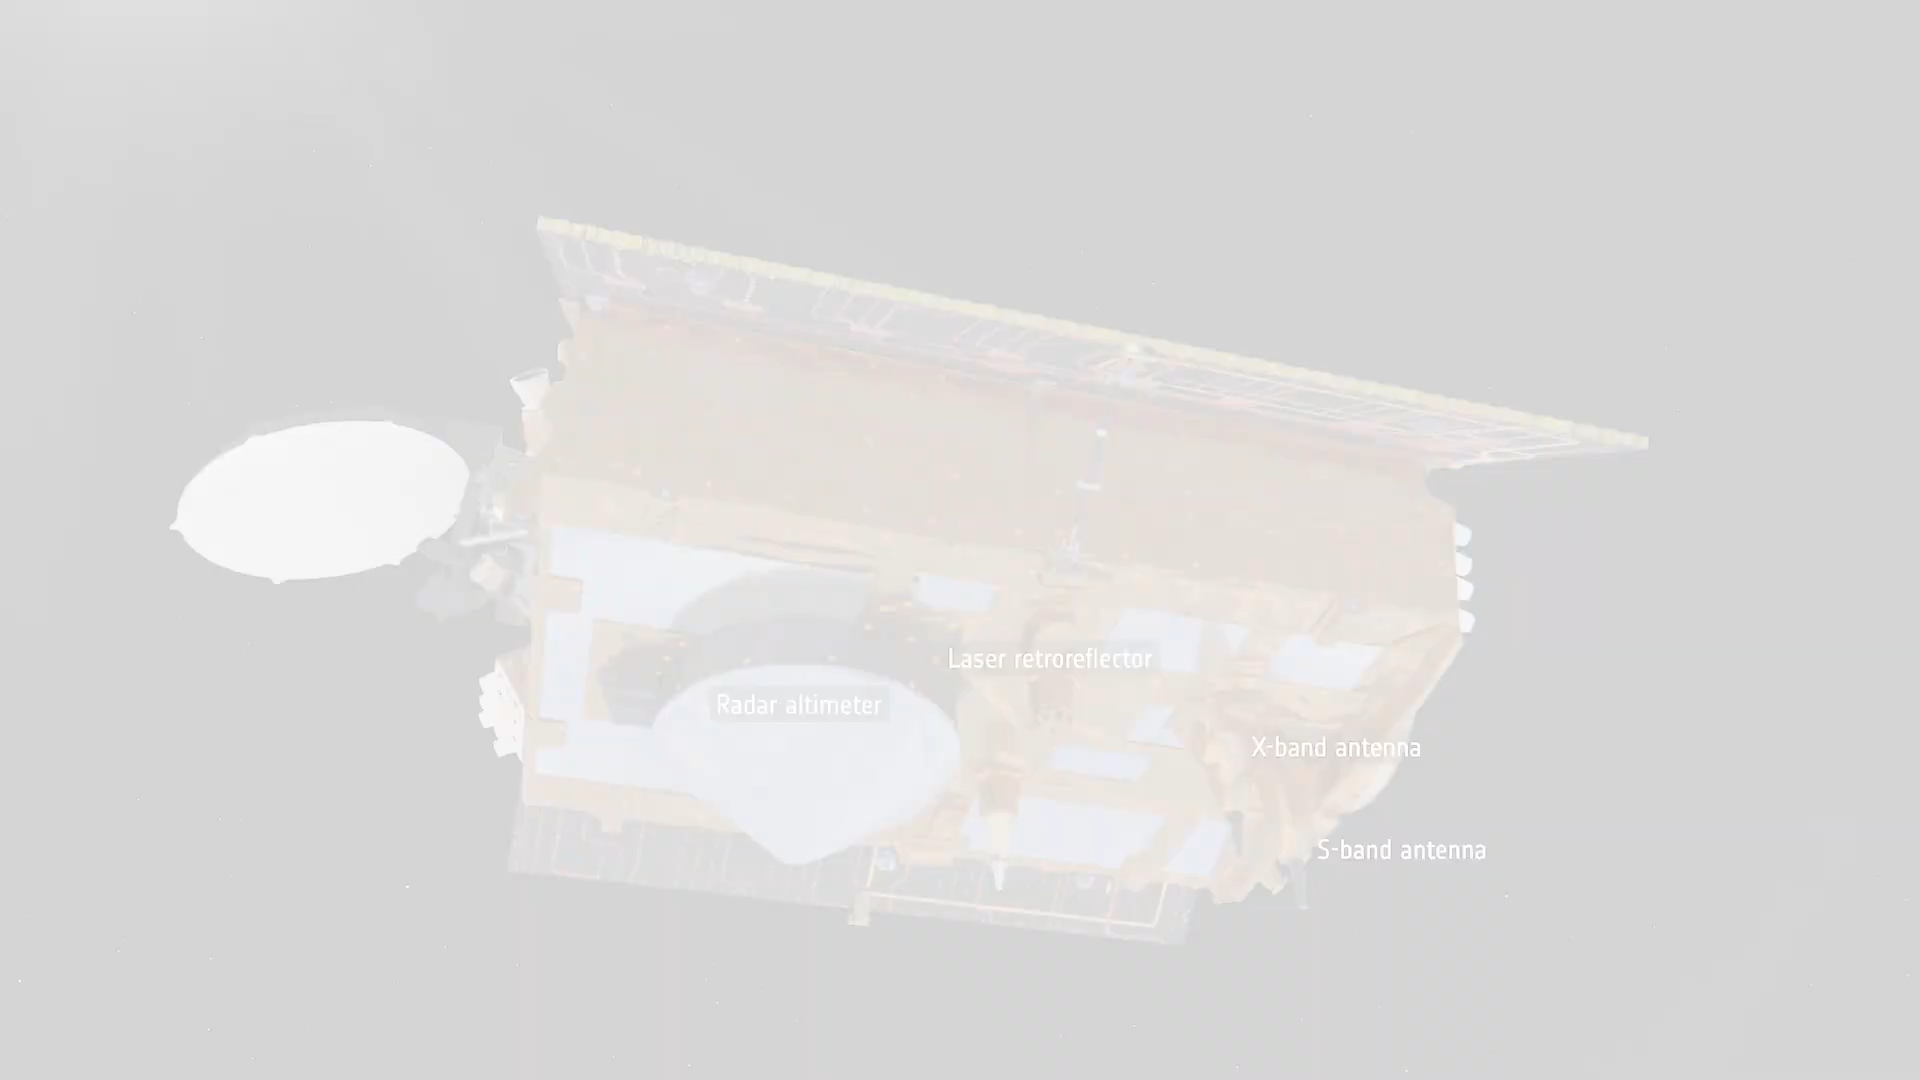 Laser retroreflector
Radar altimeter
X-band antenna
S-band antenna